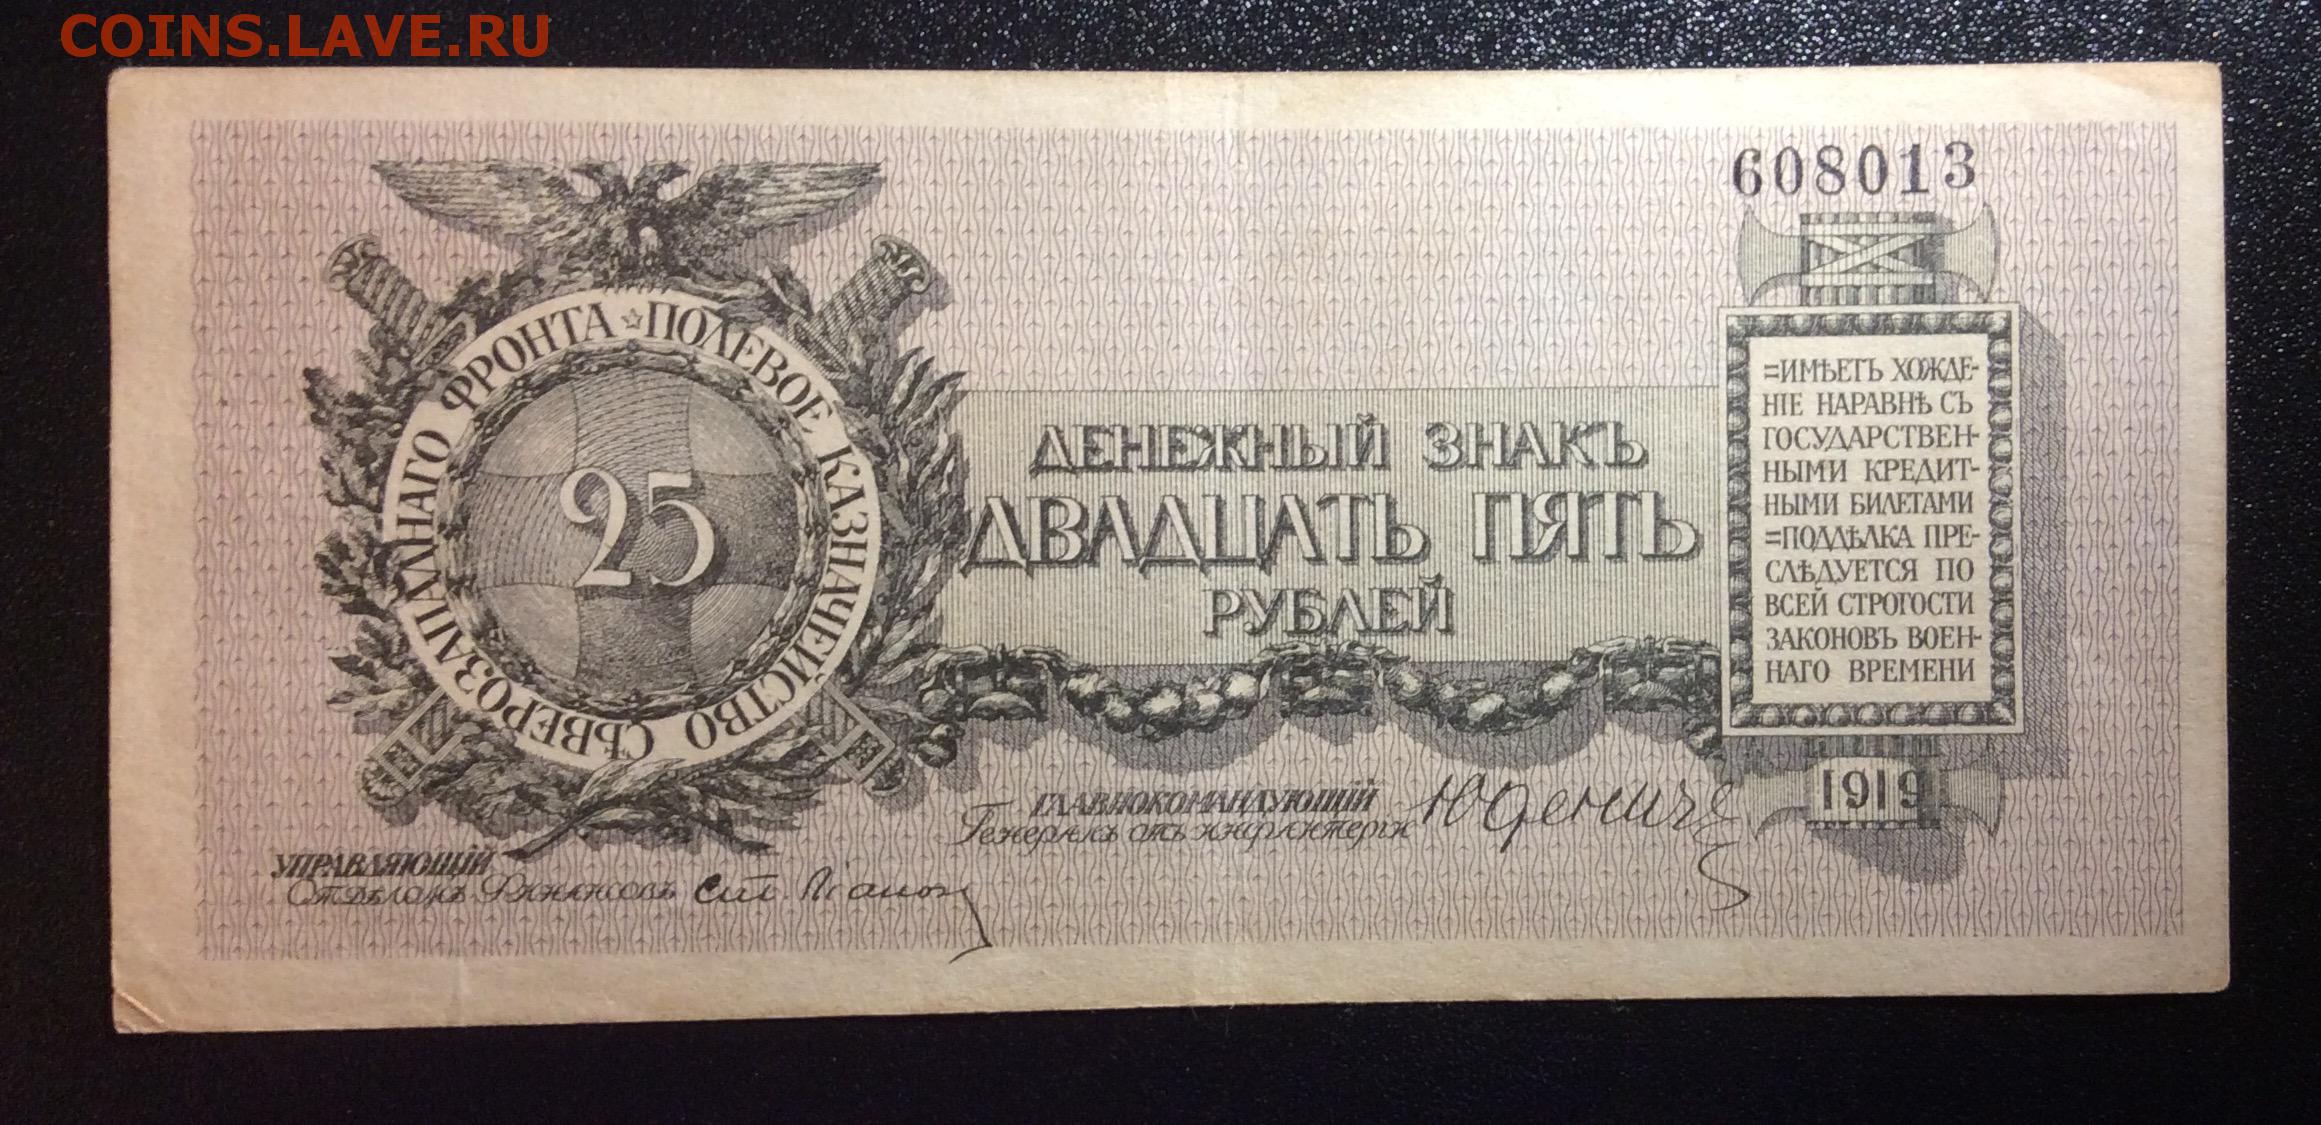 COINS.LAVE.RU
608013
ПОЛЕВОЕ КАЗНАЧЕЙСТВО СѢВЕРОЗАПАДНАГО ФРОНТА
25
ДЕНЕЖНЫЙ ЗНАКЪ
ДВАДЦАТЬ ПЯТЬ
РУБЛЕЙ
=ИМѢЕТЪ ХОЖДЕ-
НІЕ НАРАВНѢ СЪ
ГОСУДАРСТВЕН-
НЫМИ КРЕДИТ-
НЫМИ БИЛЕТАМИ
=ПОДДѢЛКА ПРЕ-
СЛѢДУЕТСЯ ПО
ВСЕЙ СТРОГОСТИ
ЗАКОНОВЪ ВОЕН-
НАГО ВРЕМЕНИ
1919
ГЛАВНОКОМАНДУЮЩІЙ
Генералъ отъ инфантеріи Юденичъ
УПРАВЛЯЮЩІЙ
Отдѣломъ Финансовъ